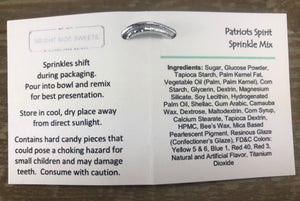 BRIGHT SIDE SWEETS
Sprinkles shift
during packaging.
Pour into bowl and remix
for best presentation.
Store in cool, dry place away
from direct sunlight.
Contains hard candy pieces that
could pose a choking hazard for
small children and may damage
teeth. Consume with caution.
Patriots Spirit
Sprinkle Mix
Ingredients: Sugar, Glucose Powder,
Tapioca Starch, Palm Kernel Fat,
Vegetable Oil (Palm, Palm Kernel), Corn
Starch, Glycerin, Dextrin, Magnesium
Silicate, Soy Lecithin, Hydrogenated
Palm Oil, Shellac, Gum Arabic, Carnauba
Wax, Dextrose, Maltodextrin, Corn Syrup,
Calcium Stearate, Tapioca Dextrin,
HPMC, Bee's Wax, Mica Based
Pearlescent Pigment, Resinous Glaze
(Confectioner's Glaze), FD&C Colors:
Yellow 5 & 6, Blue 1, Red 40, Red 3,
Natural and Artificial Flavor, Titanium
Dioxide